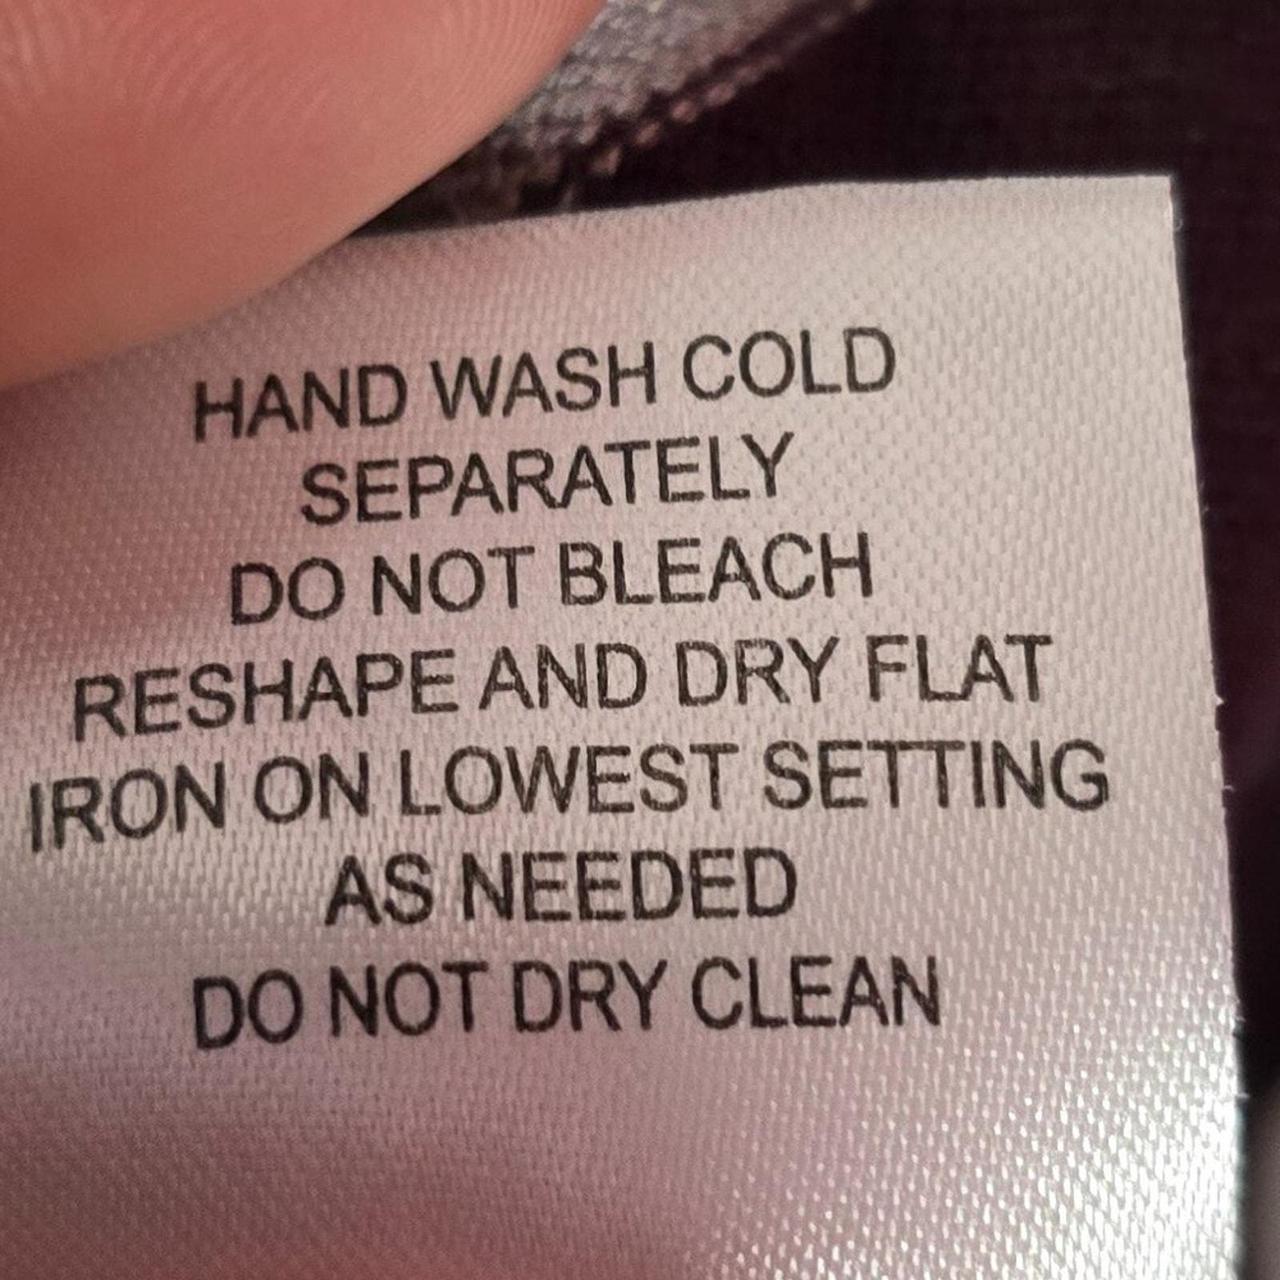 HAND WASH COLD
SEPARATELY
DO NOT BLEACH
RESHAPE AND DRY FLAT
IRON ON LOWEST SETTING
AS NEEDED
DO NOT DRY CLEAN